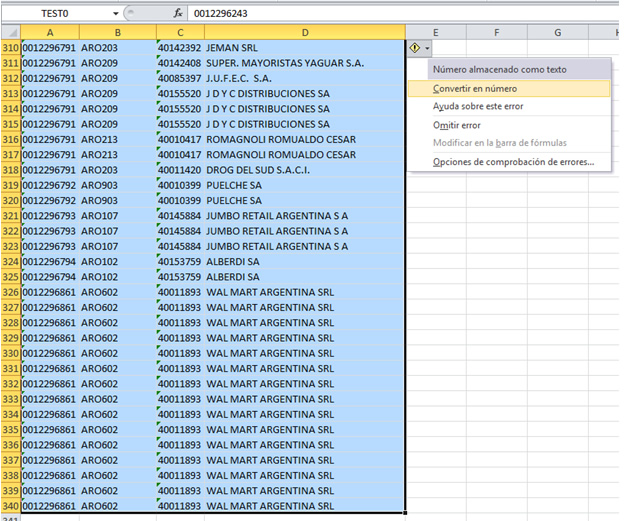 TEST0 fx 0012296243
A B C D E F G H
310 0012296791 ARO203 40142392 JEMAN SRL
311 0012296791 ARO209 40142408 SUPER. MAYORISTAS YAGUAR S.A.
312 0012296791 ARO209 40085397 J.U.F.E.C. S.A.
313 0012296791 ARO209 40155520 J D Y C DISTRIBUCIONES SA
314 0012296791 ARO209 40155520 J D Y C DISTRIBUCIONES SA
315 0012296791 ARO209 40155520 J D Y C DISTRIBUCIONES SA
316 0012296791 ARO213 40010417 ROMAGNOLI ROMUALDO CESAR
317 0012296791 ARO213 40010417 ROMAGNOLI ROMUALDO CESAR
318 0012296791 ARO203 40011420 DROG DEL SUD S.A.C.I.
319 0012296792 ARO903 40010399 PUELCHE SA
320 0012296792 ARO903 40010399 PUELCHE SA
321 0012296793 ARO107 40145884 JUMBO RETAIL ARGENTINA S A
322 0012296793 ARO107 40145884 JUMBO RETAIL ARGENTINA S A
323 0012296793 ARO107 40145884 JUMBO RETAIL ARGENTINA S A
324 0012296794 ARO102 40153759 ALBERDI SA
325 0012296794 ARO102 40153759 ALBERDI SA
326 0012296861 ARO602 40011893 WAL MART ARGENTINA SRL
327 0012296861 ARO602 40011893 WAL MART ARGENTINA SRL
328 0012296861 ARO602 40011893 WAL MART ARGENTINA SRL
329 0012296861 ARO602 40011893 WAL MART ARGENTINA SRL
330 0012296861 ARO602 40011893 WAL MART ARGENTINA SRL
331 0012296861 ARO602 40011893 WAL MART ARGENTINA SRL
332 0012296861 ARO602 40011893 WAL MART ARGENTINA SRL
333 0012296861 ARO602 40011893 WAL MART ARGENTINA SRL
334 0012296861 ARO602 40011893 WAL MART ARGENTINA SRL
335 0012296861 ARO602 40011893 WAL MART ARGENTINA SRL
336 0012296861 ARO602 40011893 WAL MART ARGENTINA SRL
337 0012296861 ARO602 40011893 WAL MART ARGENTINA SRL
338 0012296861 ARO602 40011893 WAL MART ARGENTINA SRL
339 0012296861 ARO602 40011893 WAL MART ARGENTINA SRL
340 0012296861 ARO602 40011893 WAL MART ARGENTINA SRL
341
Número almacenado como texto
Convertir en número
Ayuda sobre este error
Omitir error
Modificar en la barra de fórmulas
Opciones de comprobación de errores...